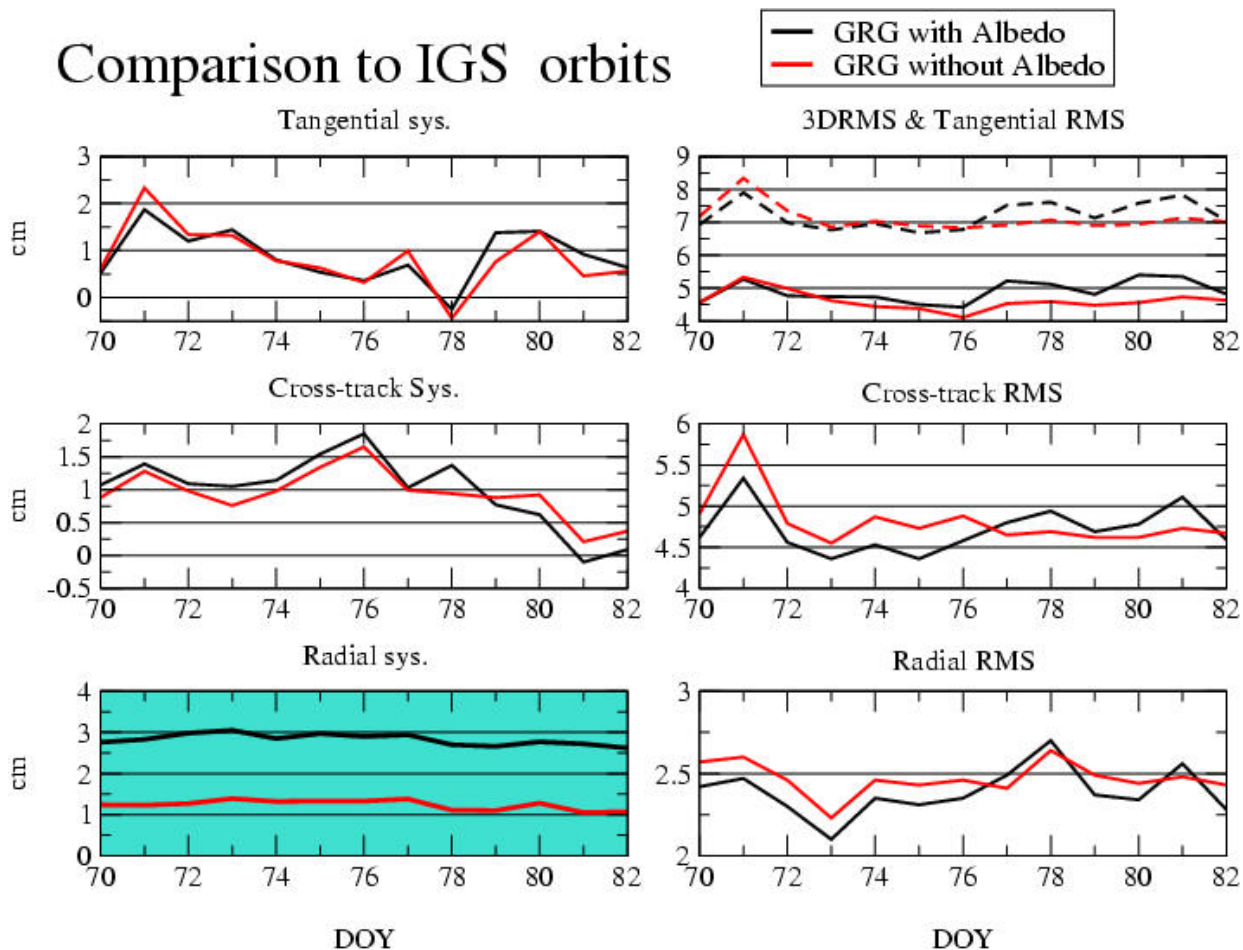 Comparison to IGS orbits
GRG with Albedo
GRG without Albedo
Tangential sys.
3DRMS & Tangential RMS
cm
3
2
1
0
70 72 74 76 78 80 82
9
8
7
6
5
4
70 72 74 76 78 80 82
Cross-track Sys.
Cross-track RMS
cm
2
1.5
1
0.5
0
-0.5
70 72 74 76 78 80 82
6
5.5
5
4.5
4
70 72 74 76 78 80 82
Radial sys.
Radial RMS
cm
4
3
2
1
0
70 72 74 76 78 80 82
3
2.5
2
70 72 74 76 78 80 82
DOY
DOY